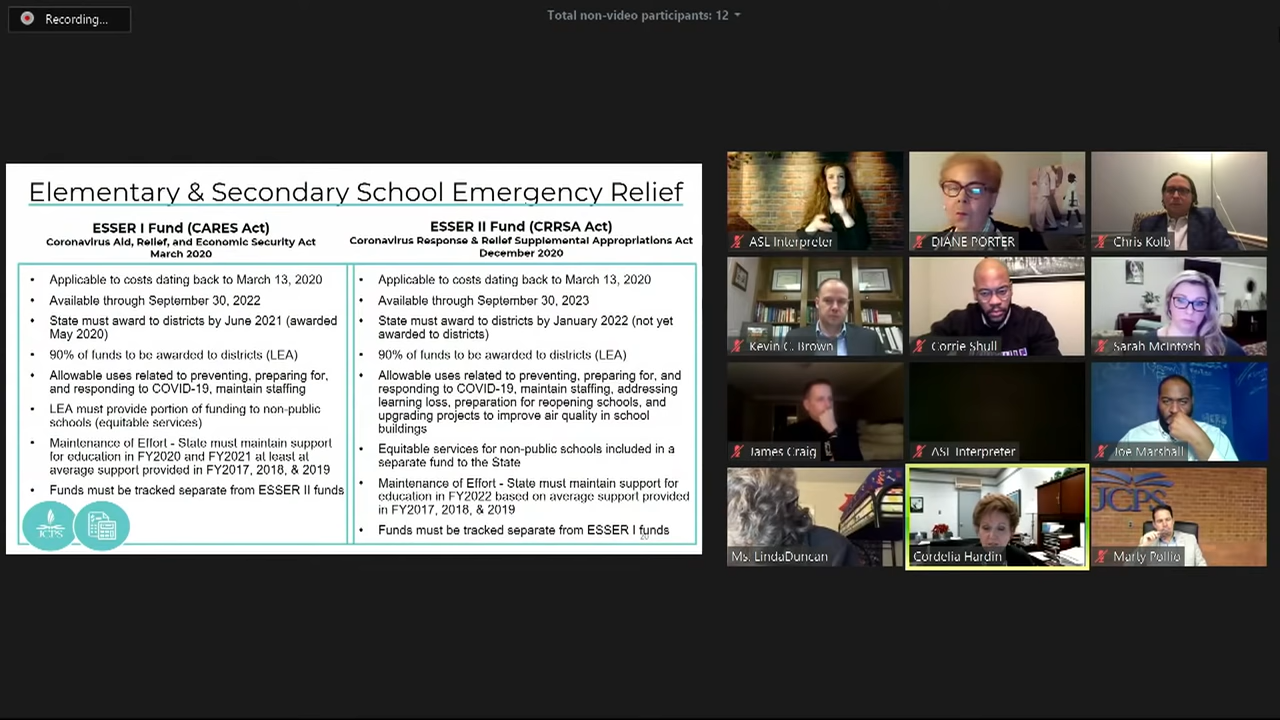 Recording...
Total non-video participants: 12
Elementary & Secondary School Emergency Relief
ESSER I Fund (CARES Act)
Coronavirus Aid, Relief, and Economic Security Act
March 2020
• Applicable to costs dating back to March 13, 2020
• Available through September 30, 2022
• State must award to districts by June 2021 (awarded
May 2020)
• 90% of funds to be awarded to districts (LEA)
• Allowable uses related to preventing, preparing for,
and responding to COVID-19, maintain staffing
• LEA must provide portion of funding to non-public
schools (equitable services)
• Maintenance of Effort - State must maintain support
for education in FY2020 and FY2021 at least at
average support provided in FY2017, 2018, & 2019
• Funds must be tracked separate from ESSER II funds
JCPS
ESSER II Fund (CRRSA Act)
Coronavirus Response & Relief Supplemental Appropriations Act
December 2020
• Applicable to costs dating back to March 13, 2020
• Available through September 30, 2023
• State must award to districts by January 2022 (not yet
awarded to districts)
• 90% of funds to be awarded to districts (LEA)
• Allowable uses related to preventing, preparing for, and
responding to COVID-19, maintain staffing, addressing
learning loss, preparation for reopening schools, and
upgrading projects to improve air quality in school
buildings
• Equitable services for non-public schools included in a
separate fund to the State
• Maintenance of Effort - State must maintain support for
education in FY2022 based on average support provided
in FY2017, 2018, & 2019
• Funds must be tracked separate from ESSER I funds
ASL Interpreter
DIANE PORTER
Chris Kolb
Kevin C. Brown
Corrie Shull
Sarah McIntosh
James Craig
ASL Interpreter
Joe Marshall
Ms. LindaDuncan
Cordelia Hardin
JCPS
Marty Pollio